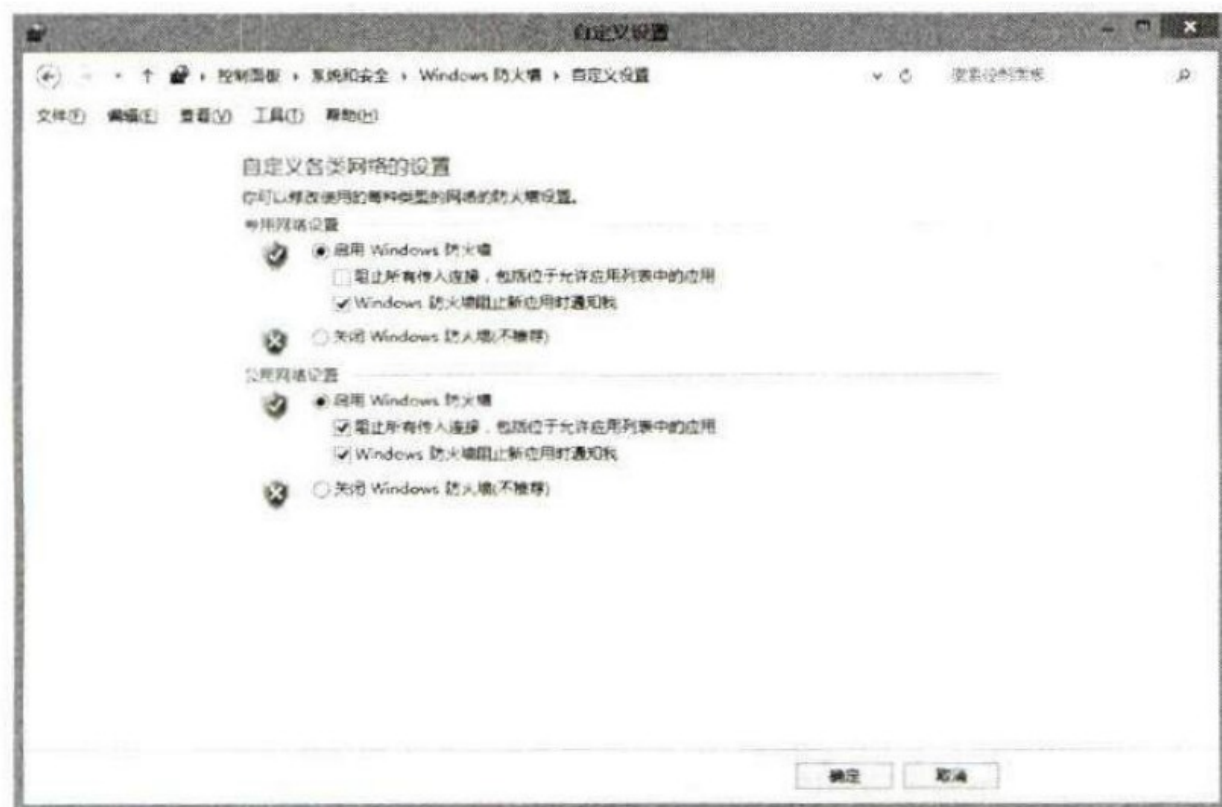 自定义设置
控制面板 系统和安全 Windows 防火墙 自定义设置 搜索控制面板
文件(F) 编辑(E) 查看(V) 工具(T) 帮助(H)
自定义各类网络的设置
你可以修改使用的每种类型的网络的防火墙设置。
专用网络设置
启用 Windows 防火墙
阻止所有传入连接，包括位于允许应用列表中的应用
Windows 防火墙阻止新应用时通知我
关闭 Windows 防火墙(不推荐)
公用网络设置
启用 Windows 防火墙
阻止所有传入连接，包括位于允许应用列表中的应用
Windows 防火墙阻止新应用时通知我
关闭 Windows 防火墙(不推荐)
确定 取消